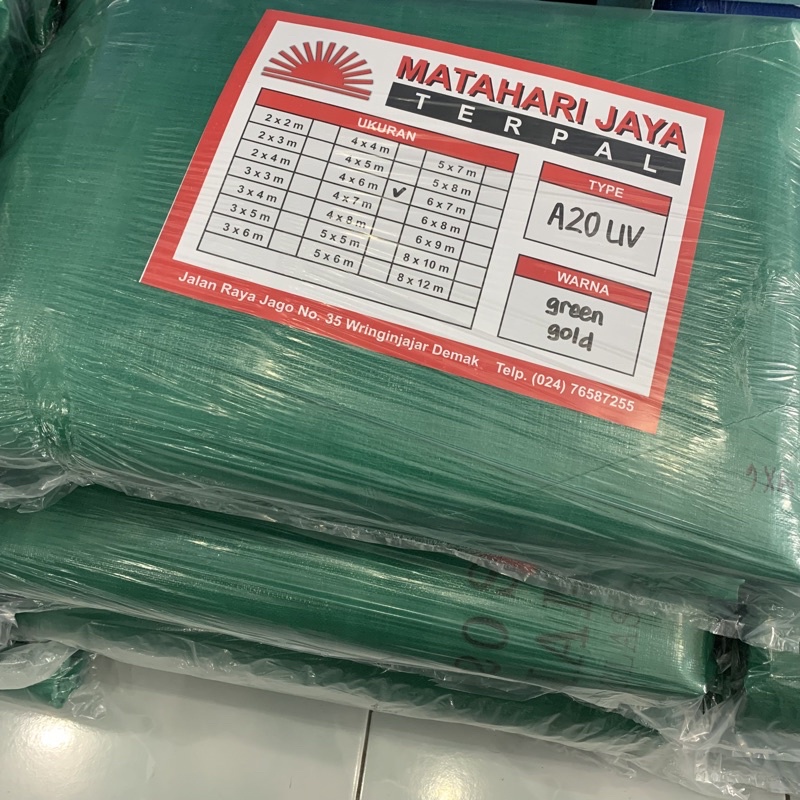 MATAHARI JAYA
TERPAL
UKURAN
2 x 2 m
2 x 3 m
2 x 4 m
3 x 3 m
3 x 4 m
3 x 5 m
3 x 6 m
4 x 4 m
4 x 5 m
4 x 6 m ✓
4 x 7 m
4 x 8 m
5 x 5 m
5 x 6 m
5 x 7 m
5 x 8 m
6 x 7 m
6 x 8 m
6 x 9 m
8 x 10 m
8 x 12 m
TYPE
A20 UV
WARNA
green
gold
Jalan Raya Jago No. 35 Wringinjajar Demak Telp. (024) 76587255